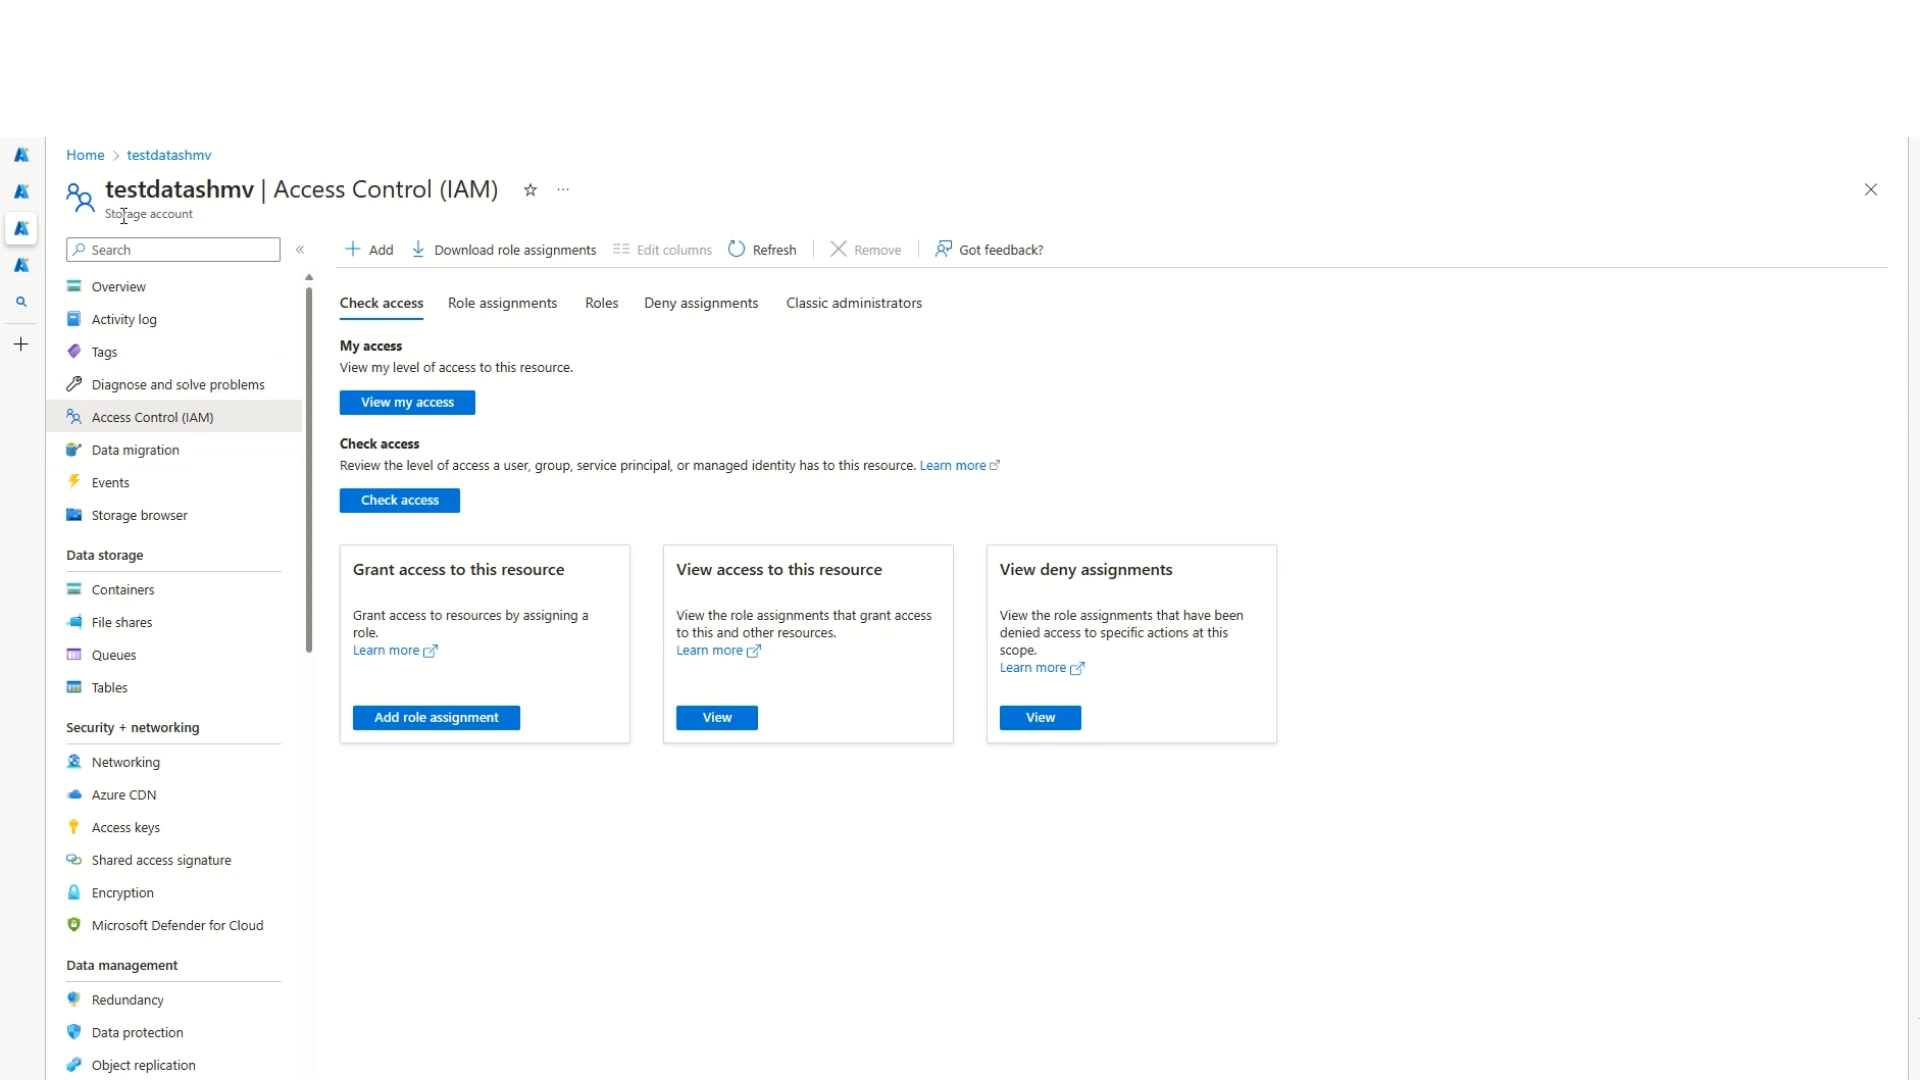 Home > testdatashmv
testdatashmv | Access Control (IAM)
Storage account
Search
Overview
Activity log
Tags
Diagnose and solve problems
Access Control (IAM)
Data migration
Events
Storage browser
Data storage
Containers
File shares
Queues
Tables
Security + networking
Networking
Azure CDN
Access keys
Shared access signature
Encryption
Microsoft Defender for Cloud
Data management
Redundancy
Data protection
Object replication
Add Download role assignments Edit columns Refresh Remove Got feedback?
Check access Role assignments Roles Deny assignments Classic administrators
My access
View my level of access to this resource.
View my access
Check access
Review the level of access a user, group, service principal, or managed identity has to this resource. Learn more
Check access
Grant access to this resource
Grant access to resources by assigning a
role.
Learn more
Add role assignment
View access to this resource
View the role assignments that grant access
to this and other resources.
Learn more
View
View deny assignments
View the role assignments that have been
denied access to specific actions at this
scope.
Learn more
View